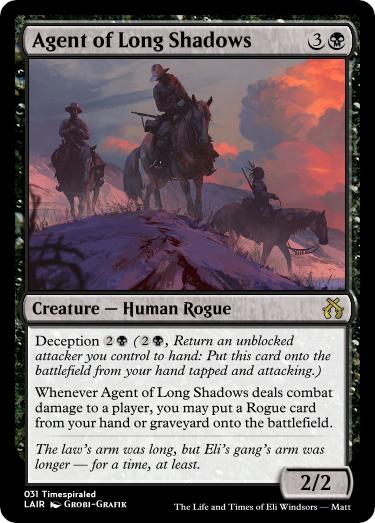 Agent of Long Shadows 3
Creature — Human Rogue
Deception 2 ( 2 , Return an unblocked
attacker you control to hand: Put this card onto the
battlefield from your hand tapped and attacking.)
Whenever Agent of Long Shadows deals combat
damage to a player, you may put a Rogue card
from your hand or graveyard onto the battlefield.
The law's arm was long, but Eli's gang's arm was
longer — for a time, at least.
2/2
031 Timespiraled
LAIR Grobi-Grafik
The Life and Times of Eli Windsors — Matt